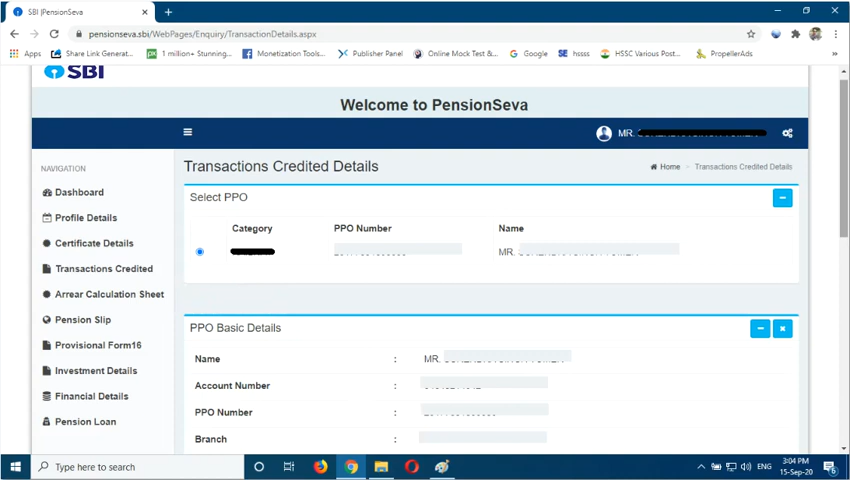 SBI |PensionSeva
pensionseva.sbi/WebPages/Enquiry/TransactionDetails.aspx
Apps Share Link Generat... 1 million+ Stunning,... Monetization Tools... Publisher Panel Online Mock Test &... Google SE hssss HSSC Various Post... PropellerAds
SBI
Welcome to PensionSeva
MR.
NAVIGATION
Dashboard
Profile Details
Certificate Details
Transactions Credited
Arrear Calculation Sheet
Pension Slip
Provisional Form16
Investment Details
Financial Details
Pension Loan
Transactions Credited Details
Home Transactions Credited Details
Select PPO
Category PPO Number Name
MR.
PPO Basic Details
Name : MR.
Account Number :
PPO Number :
Branch :
Type here to search
ENG
3:04 PM
15-Sep-20